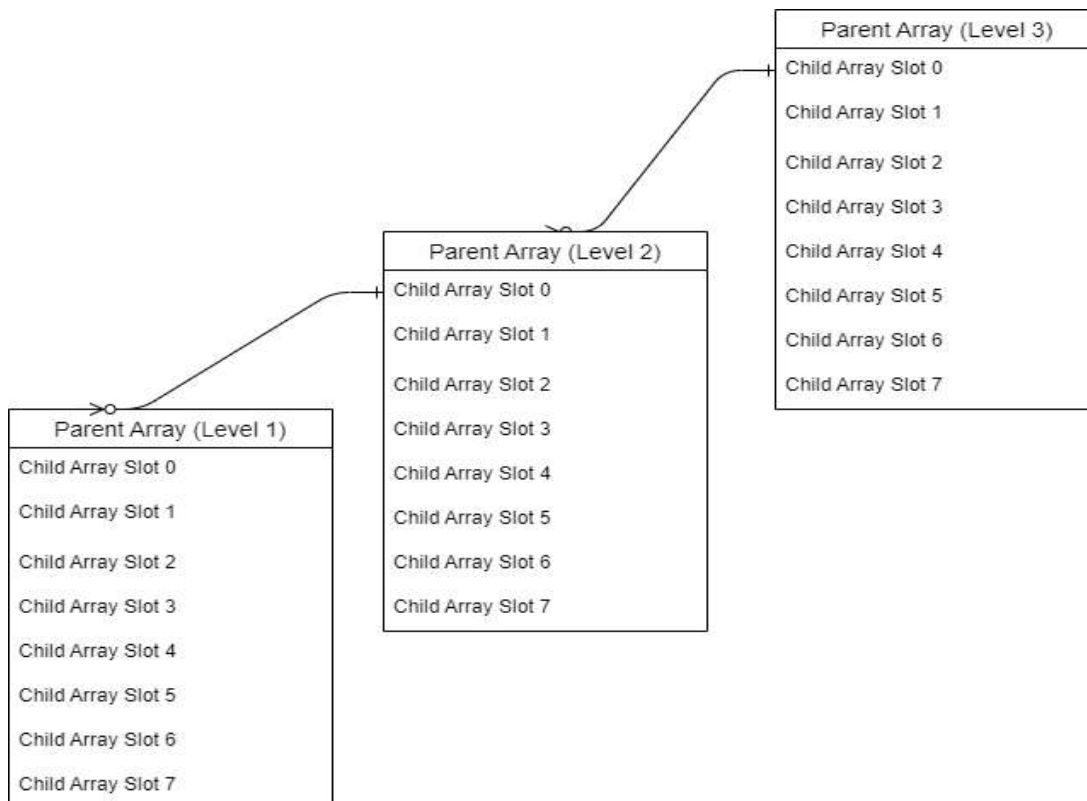 Parent Array (Level 3)
Child Array Slot 0
Child Array Slot 1
Child Array Slot 2
Child Array Slot 3
Child Array Slot 4
Child Array Slot 5
Child Array Slot 6
Child Array Slot 7
Parent Array (Level 2)
Child Array Slot 0
Child Array Slot 1
Child Array Slot 2
Child Array Slot 3
Child Array Slot 4
Child Array Slot 5
Child Array Slot 6
Child Array Slot 7
Parent Array (Level 1)
Child Array Slot 0
Child Array Slot 1
Child Array Slot 2
Child Array Slot 3
Child Array Slot 4
Child Array Slot 5
Child Array Slot 6
Child Array Slot 7